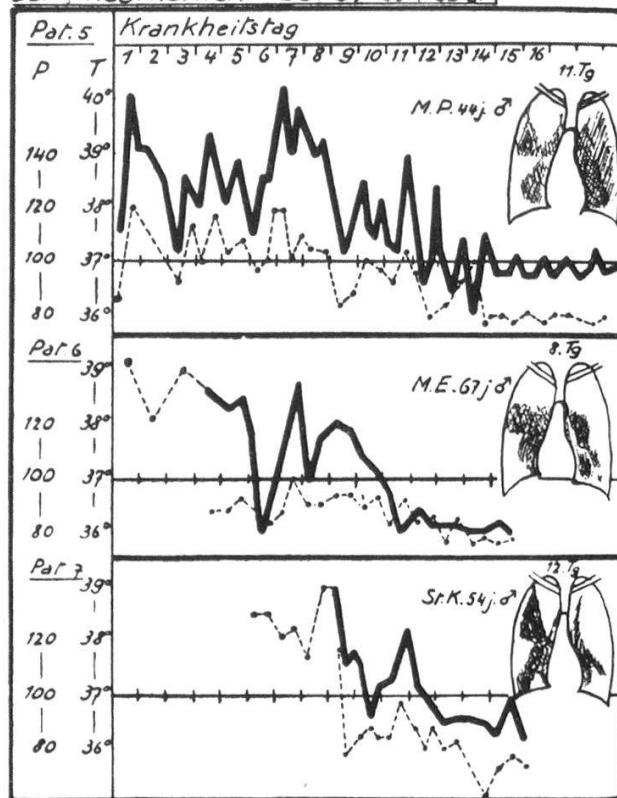 Pat.5 Krankheitstag
P T 1 2 3 4 5 6 7 8 9 10 11 12 13 14 15 16
11.Tg
40°
M.P. 44j. ♂
140 39°
120 38°
100 37°
80 36°
Pat 6
39°
8.Tg
M.E. 67j ♂
120 38°
100 37°
80 36°
Pat 7
39°
12.Tg
St.K. 54j. ♂
120 38°
100 37°
80 36°